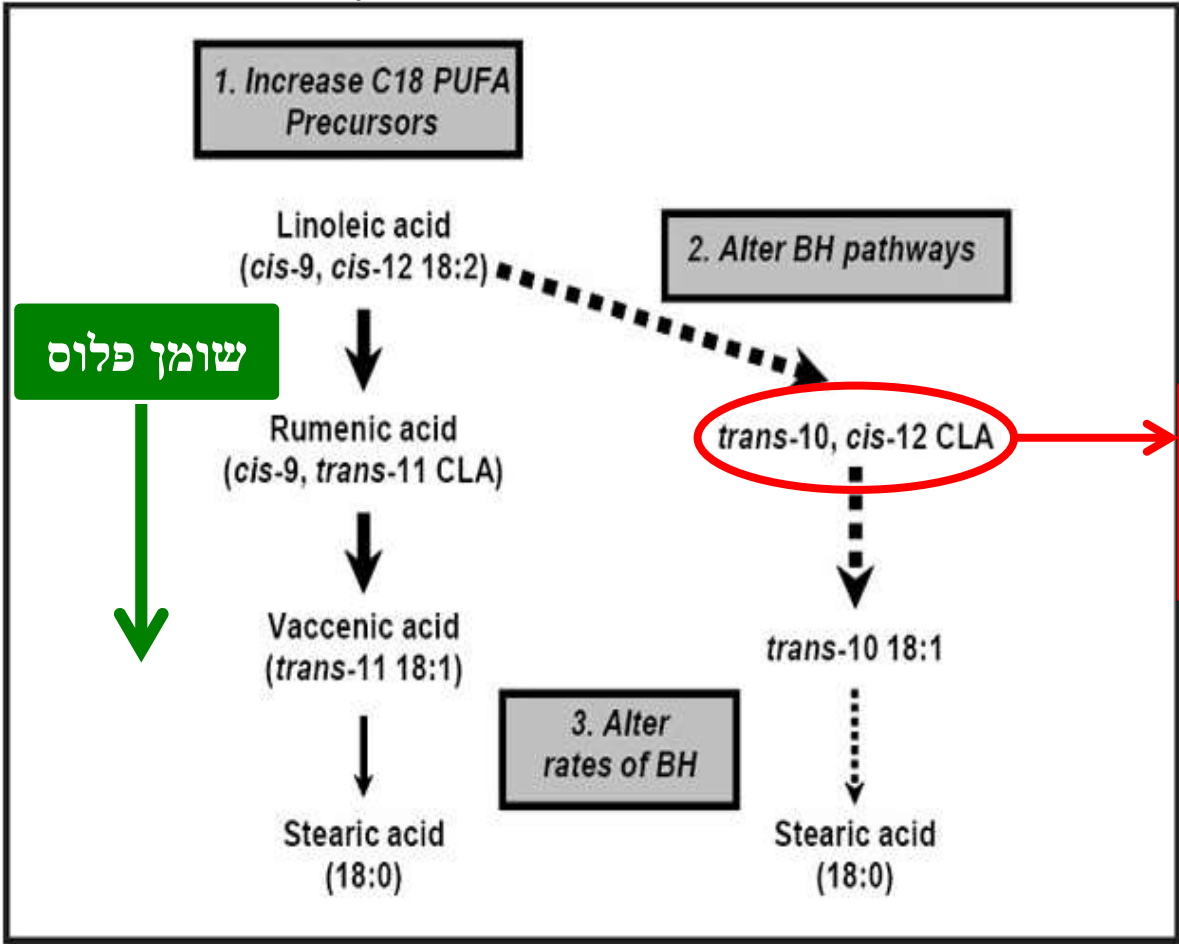 1. Increase C18 PUFA
Precursors
Linoleic acid
(cis-9, cis-12 18:2)
2. Alter BH pathways
שומן פלוס
Rumenic acid
(cis-9, trans-11 CLA)
trans-10, cis-12 CLA
Vaccenic acid
(trans-11 18:1)
trans-10 18:1
3. Alter
rates of BH
Stearic acid
(18:0)
Stearic acid
(18:0)